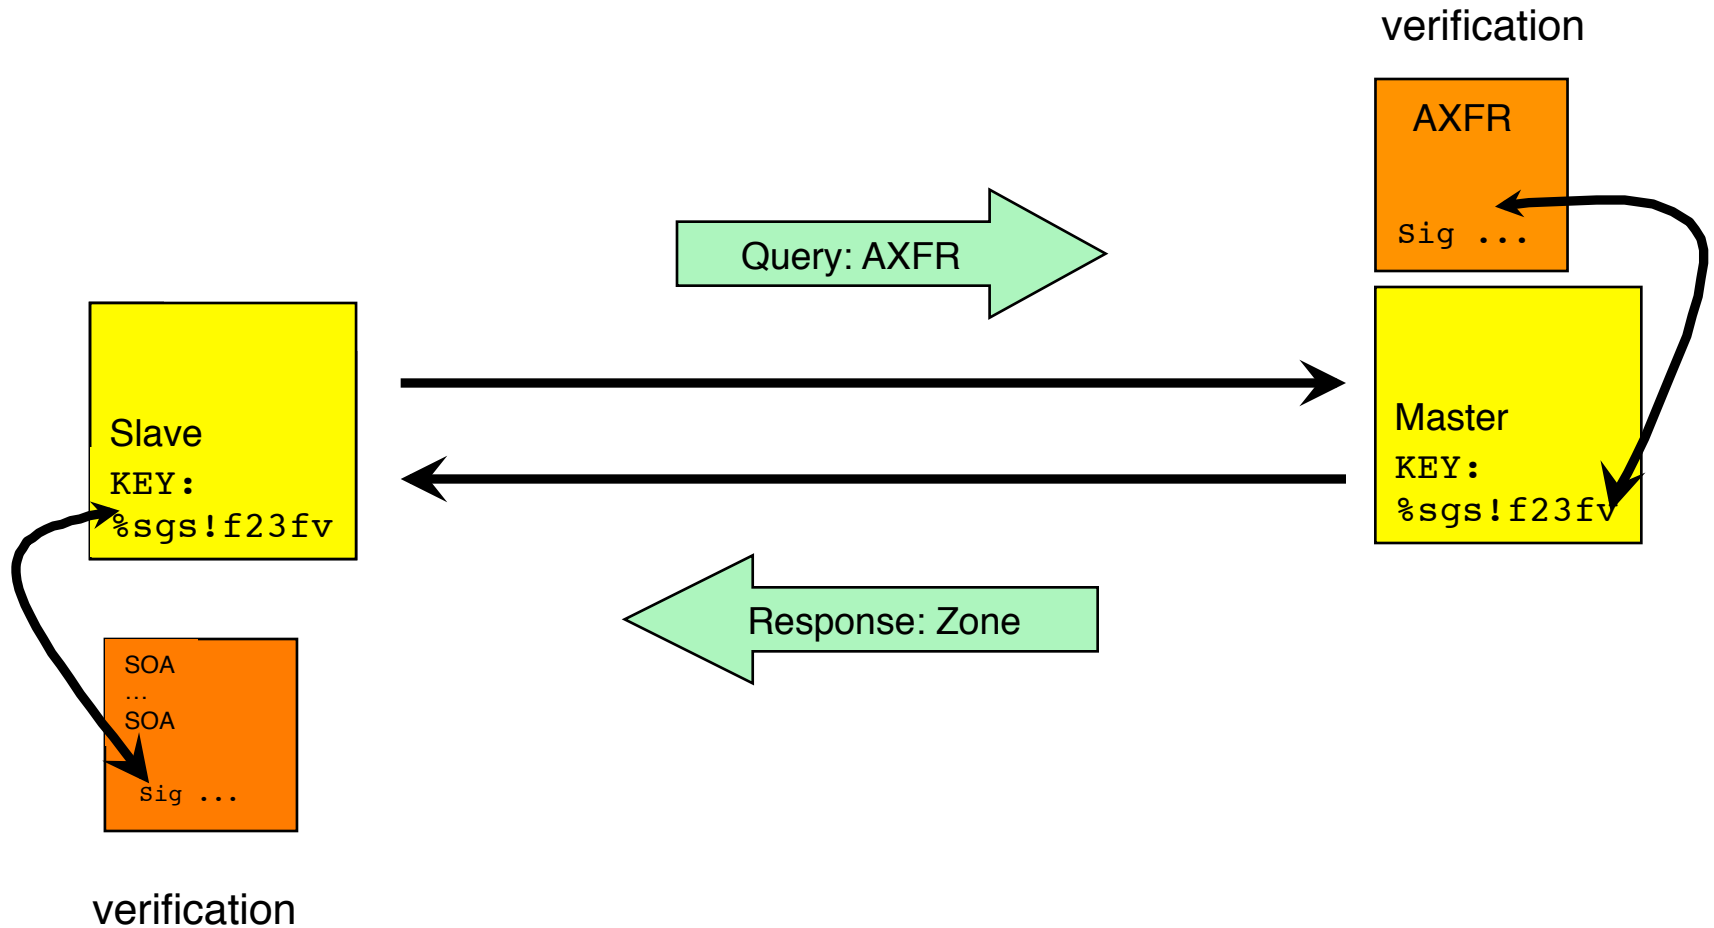 verification
AXFR
Sig ...
Query: AXFR
Slave
KEY:
%sgs!f23fv
Master
KEY:
%sgs!f23fv
Response: Zone
SOA
...
SOA
Sig ...
verification